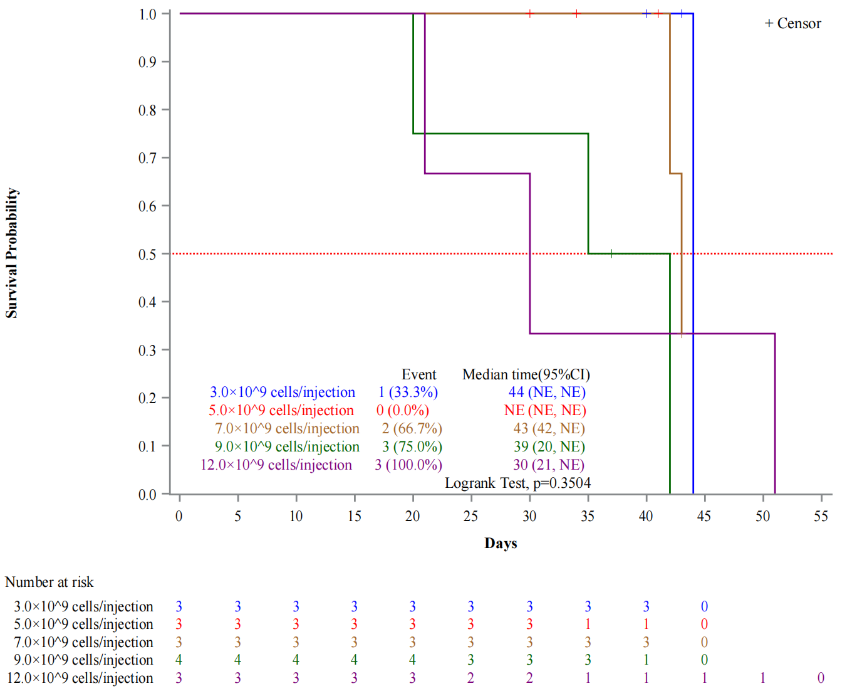 + Censor
1.0
0.9
0.8
0.7
0.6
0.5
0.4
0.3
0.2
0.1
0.0
Survival Probability
Event Median time(95%CI)
3.0×10^9 cells/injection 1 (33.3%) 44 (NE, NE)
5.0×10^9 cells/injection 0 (0.0%) NE (NE, NE)
7.0×10^9 cells/injection 2 (66.7%) 43 (42, NE)
9.0×10^9 cells/injection 3 (75.0%) 39 (20, NE)
12.0×10^9 cells/injection 3 (100.0%) 30 (21, NE)
Logrank Test, p=0.3504
0 5 10 15 20 25 30 35 40 45 50 55
Days
Number at risk
3.0×10^9 cells/injection 3 3 3 3 3 3 3 3 3 0
5.0×10^9 cells/injection 3 3 3 3 3 3 3 1 1 0
7.0×10^9 cells/injection 3 3 3 3 3 3 3 3 3 0
9.0×10^9 cells/injection 4 4 4 4 4 3 3 3 1 0
12.0×10^9 cells/injection 3 3 3 3 3 2 2 1 1 1 1 0